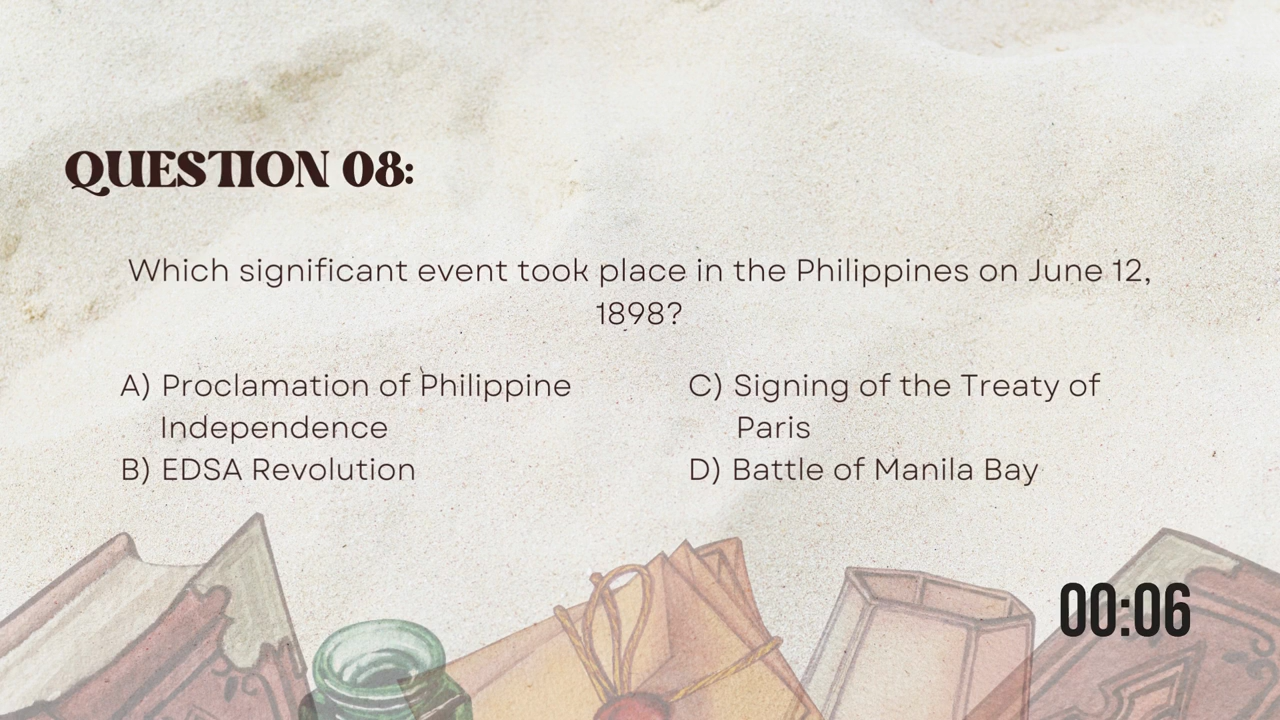 QUESTION 08:
Which significant event took place in the Philippines on June 12,
1898?
A) Proclamation of Philippine
Independence
B) EDSA Revolution
C) Signing of the Treaty of
Paris
D) Battle of Manila Bay
00:06